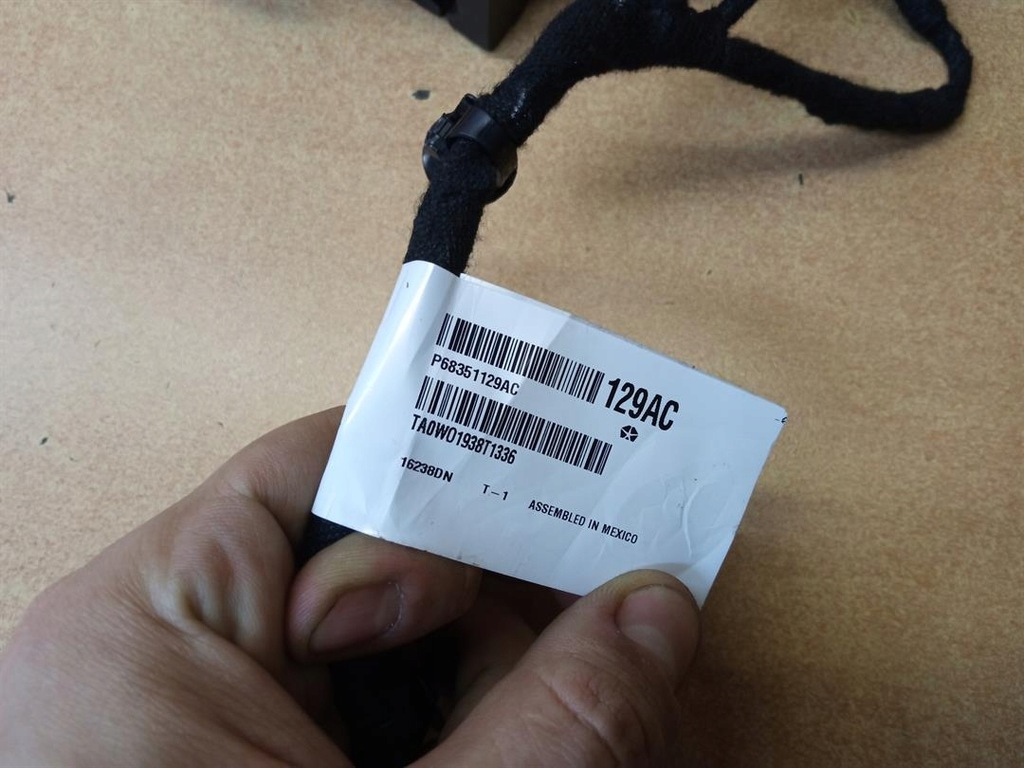 129AC
P68351129AC
TA0WO1938T1336
16238DN T-1 ASSEMBLED IN MEXICO